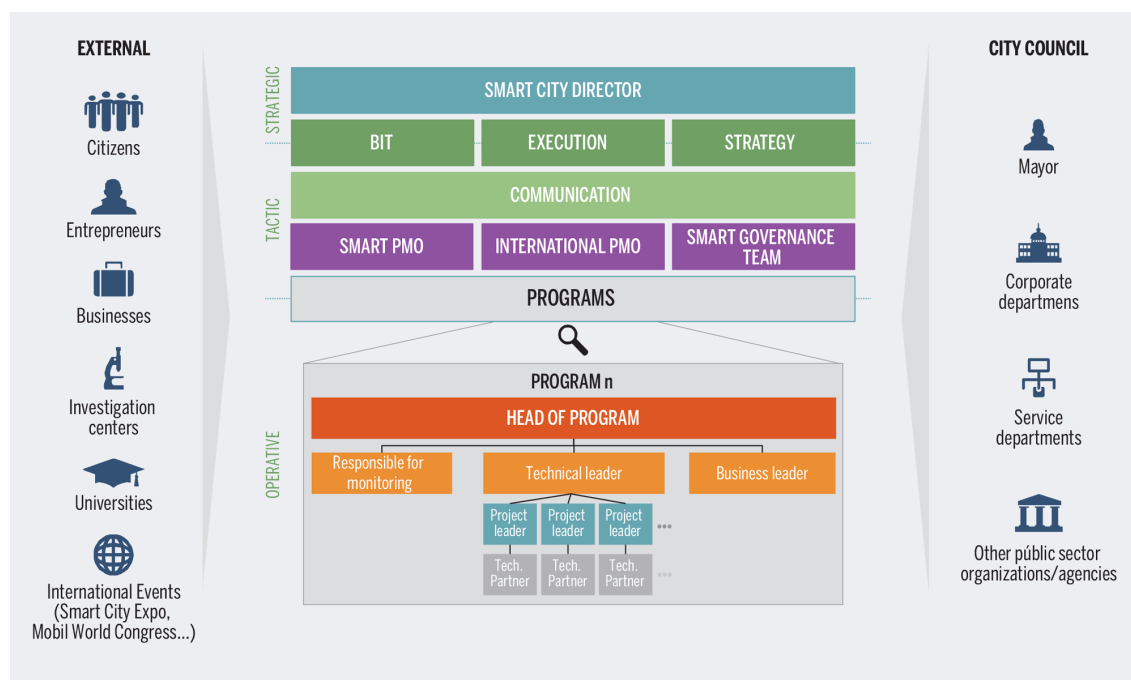 EXTERNAL
Citizens
Entrepreneurs
Businesses
Investigation
centers
Universities
International Events
(Smart City Expo,
Mobil World Congress...)
STRATEGIC
TACTIC
OPERATIVE
SMART CITY DIRECTOR
BIT
EXECUTION
STRATEGY
COMMUNICATION
SMART PMO
INTERNATIONAL PMO
SMART GOVERNANCE
TEAM
PROGRAMS
PROGRAM n
HEAD OF PROGRAM
Responsible for
monitoring
Technical leader
Business leader
Project
leader
Project
leader
Project
leader
•••
Tech.
Partner
Tech.
Partner
Tech.
Partner
•••
CITY COUNCIL
Mayor
Corporate
departmens
Service
departments
Other públic sector
organizations/agencies